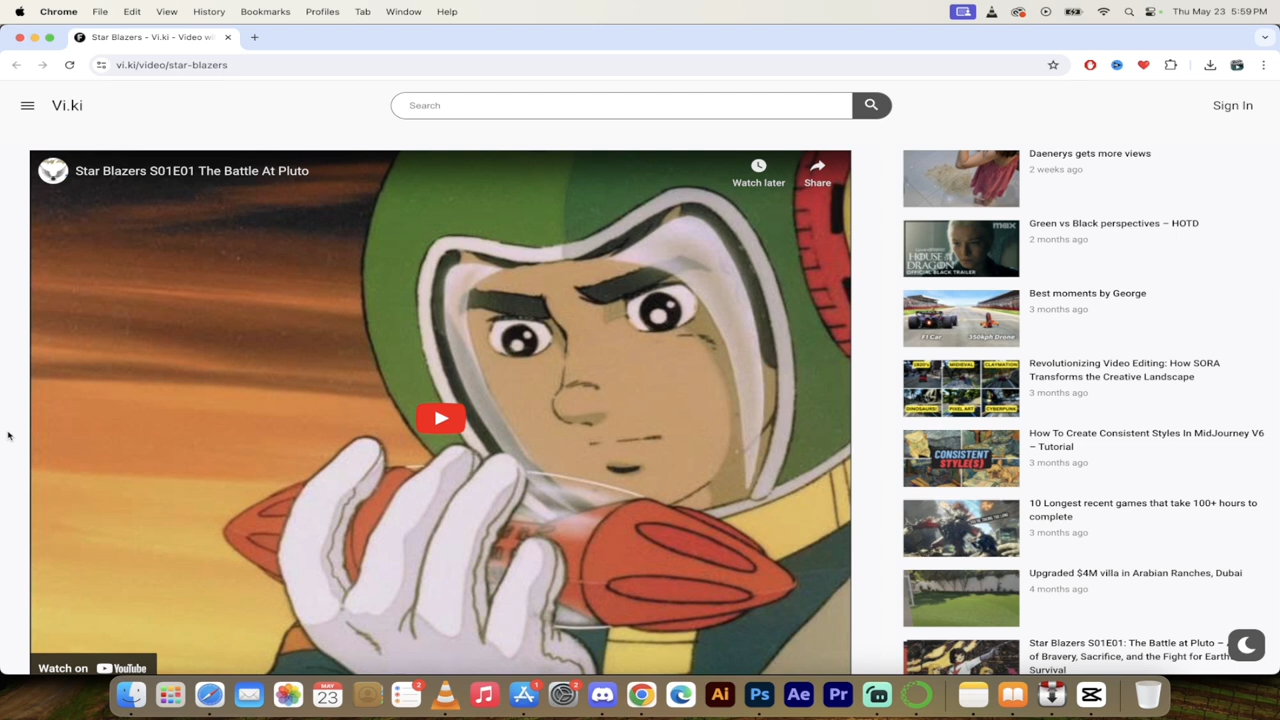 Chrome File Edit View History Bookmarks Profiles Tab Window Help Thu May 23 5:59 PM
Star Blazers - Vi.ki - Video wi
vi.ki/video/star-blazers
Vi.ki
Search
Sign In
Star Blazers S01E01 The Battle At Pluto
Watch later
Share
Watch on YouTube
Daenerys gets more views
2 weeks ago
max
HOUSE OF THE
DRAGON
OFFICIAL BLACK TRAILER
Green vs Black perspectives – HOTD
2 months ago
F1 Car
350kph Drone
Best moments by George
3 months ago
MEDIEVAL
CLAYMATION
DINOSAURS
PIXEL ART
CYBERPUNK
Revolutionizing Video Editing: How SORA
Transforms the Creative Landscape
3 months ago
CONSISTENT
STYLE(S)
How To Create Consistent Styles In MidJourney V6
– Tutorial
3 months ago
10 Longest recent games that take 100+ hours to
complete
3 months ago
Upgraded $4M villa in Arabian Ranches, Dubai
4 months ago
Star Blazers S01E01: The Battle at Pluto –
of Bravery, Sacrifice, and the Fight for Earth
Survival
MAY
23
2
1
2
Ai
Ps
Ae
Pr